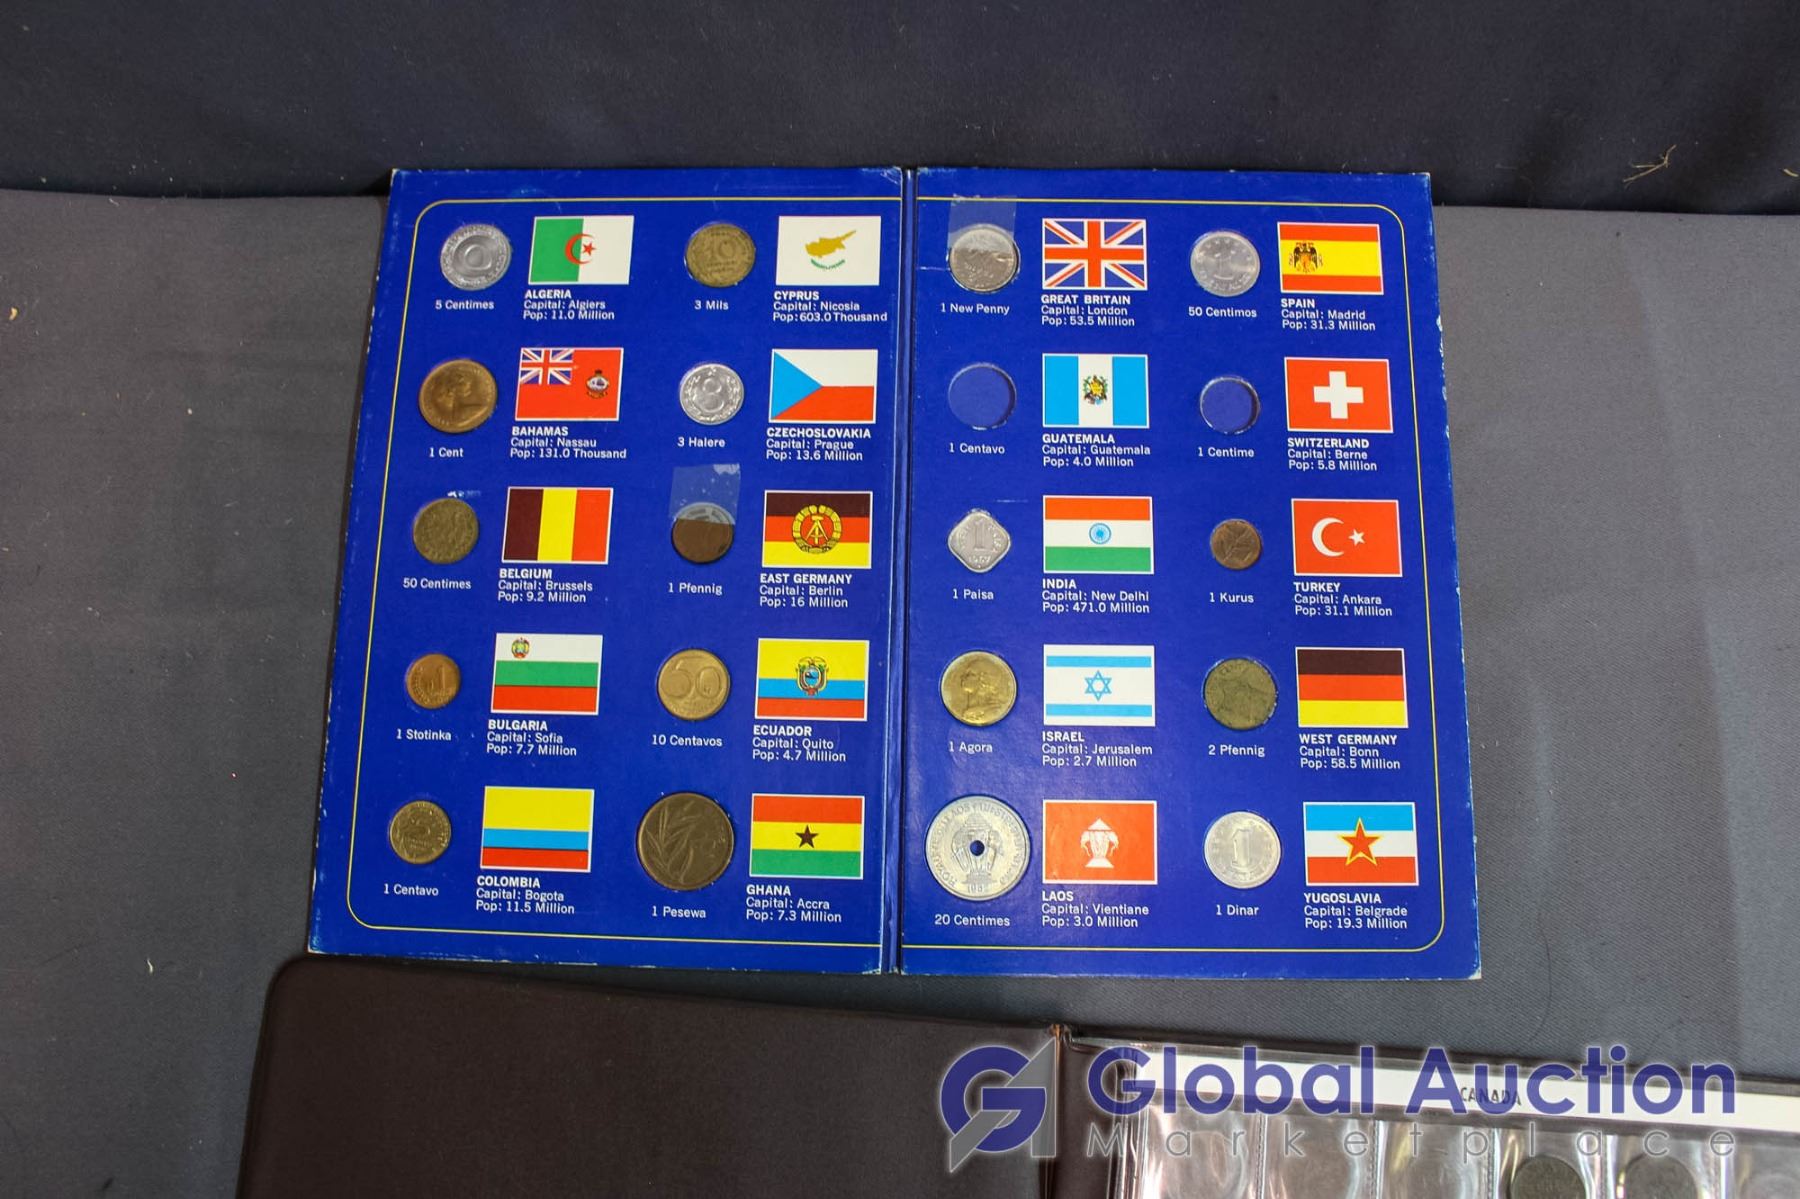 5 Centimes
ALGERIA
Capital: Algiers
Pop: 11.0 Million
3 Mils
CYPRUS
Capital: Nicosia
Pop: 603.0 Thousand
1 Cent
BAHAMAS
Capital: Nassau
Pop: 131.0 Thousand
3 Halere
CZECHOSLOVAKIA
Capital: Prague
Pop: 13.6 Million
50 Centimes
BELGIUM
Capital: Brussels
Pop: 9.2 Million
1 Pfennig
EAST GERMANY
Capital: Berlin
Pop: 16 Million
1 Stotinka
BULGARIA
Capital: Sofia
Pop: 7.7 Million
10 Centavos
ECUADOR
Capital: Quito
Pop: 4.7 Million
1 Centavo
COLOMBIA
Capital: Bogota
Pop: 11.5 Million
1 Pesewa
GHANA
Capital: Accra
Pop: 7.3 Million
1 New Penny
GREAT BRITAIN
Capital: London
Pop: 53.5 Million
50 Centimos
SPAIN
Capital: Madrid
Pop: 31.3 Million
1 Centavo
GUATEMALA
Capital: Guatemala
Pop: 4.0 Million
1 Centime
SWITZERLAND
Capital: Berne
Pop: 5.8 Million
1 Paisa
INDIA
Capital: New Delhi
Pop: 471.0 Million
1 Kurus
TURKEY
Capital: Ankara
Pop: 31.1 Million
1 Agora
ISRAEL
Capital: Jerusalem
Pop: 2.7 Million
2 Pfennig
WEST GERMANY
Capital: Bonn
Pop: 58.5 Million
20 Centimes
LAOS
Capital: Vientiane
Pop: 3.0 Million
1 Dinar
YUGOSLAVIA
Capital: Belgrade
Pop: 19.3 Million
CANADA
Global Auction
Marketplace